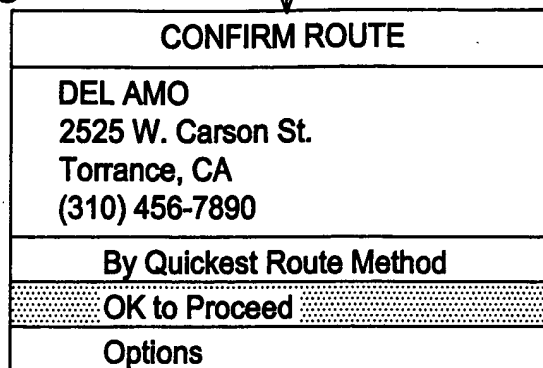 CONFIRM ROUTE
DEL AMO
2525 W. Carson St.
Torrance, CA
(310) 456-7890
By Quickest Route Method
OK to Proceed
Options